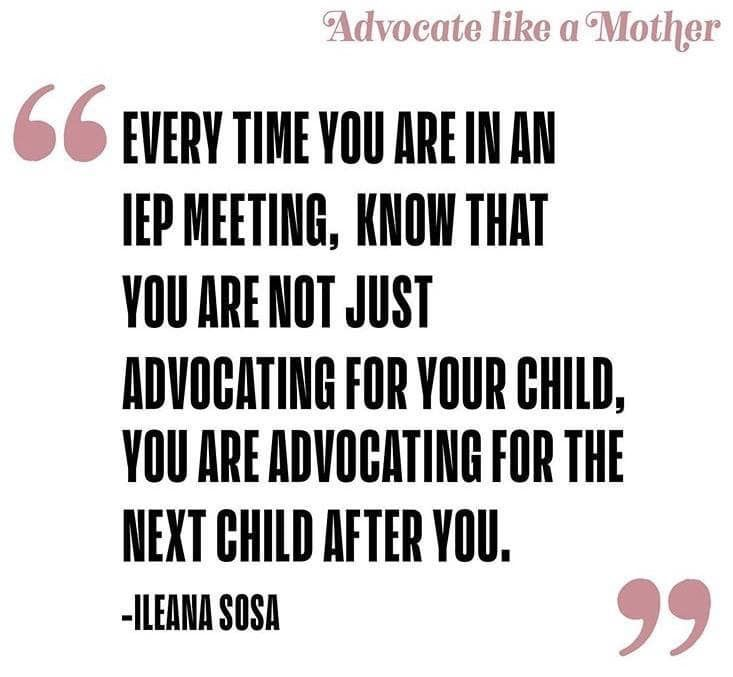 Advocate like a Mother
“EVERY TIME YOU ARE IN AN
IEP MEETING, KNOW THAT
YOU ARE NOT JUST
ADVOCATING FOR YOUR CHILD,
YOU ARE ADVOCATING FOR THE
NEXT CHILD AFTER YOU.
-ILEANA SOSA
”